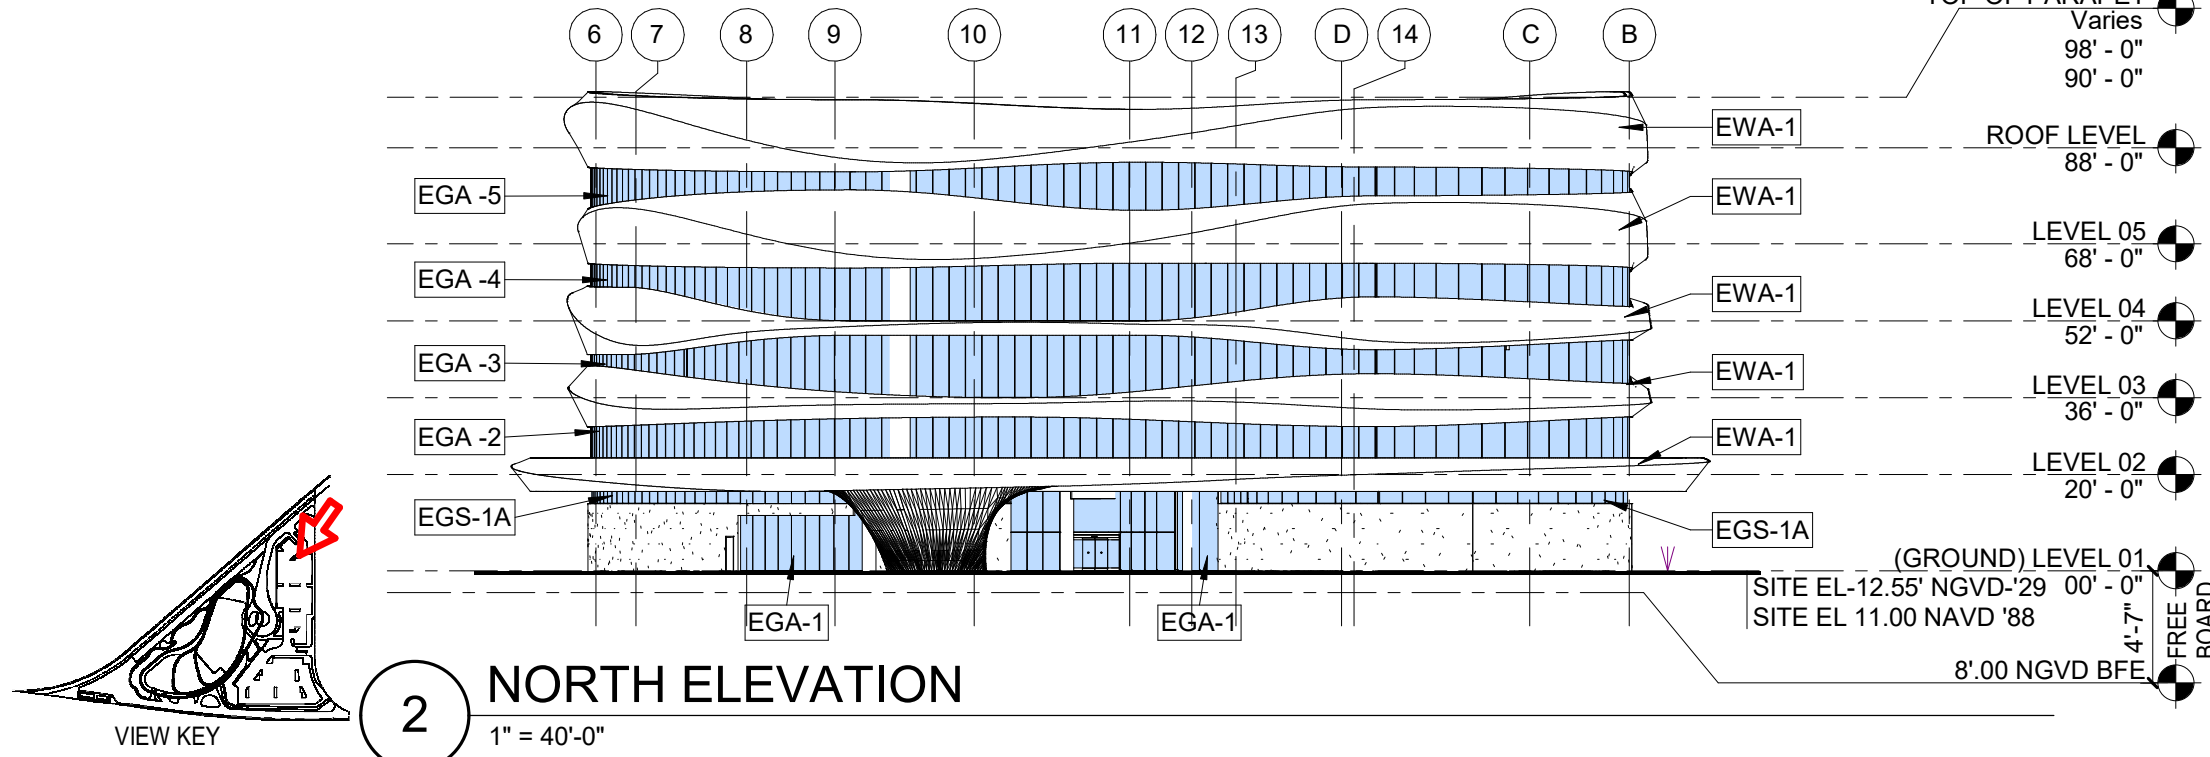 6 7 8 9 10 11 12 13 D 14 C B
TOP OF PARAPET
Varies
98' - 0"
90' - 0"
EWA-1
ROOF LEVEL
88' - 0"
EGA -5
EWA-1
LEVEL 05
68' - 0"
EGA -4
EWA-1
LEVEL 04
52' - 0"
EGA -3
EWA-1
LEVEL 03
36' - 0"
EGA -2
EWA-1
LEVEL 02
20' - 0"
EGS-1A
EGS-1A
(GROUND) LEVEL 01
00' - 0"
SITE EL-12.55' NGVD-'29
SITE EL 11.00 NAVD '88
EGA-1
EGA-1
4'-7"
FREE
BOARD
8'.00 NGVD BFE
2
NORTH ELEVATION
1" = 40'-0"
VIEW KEY